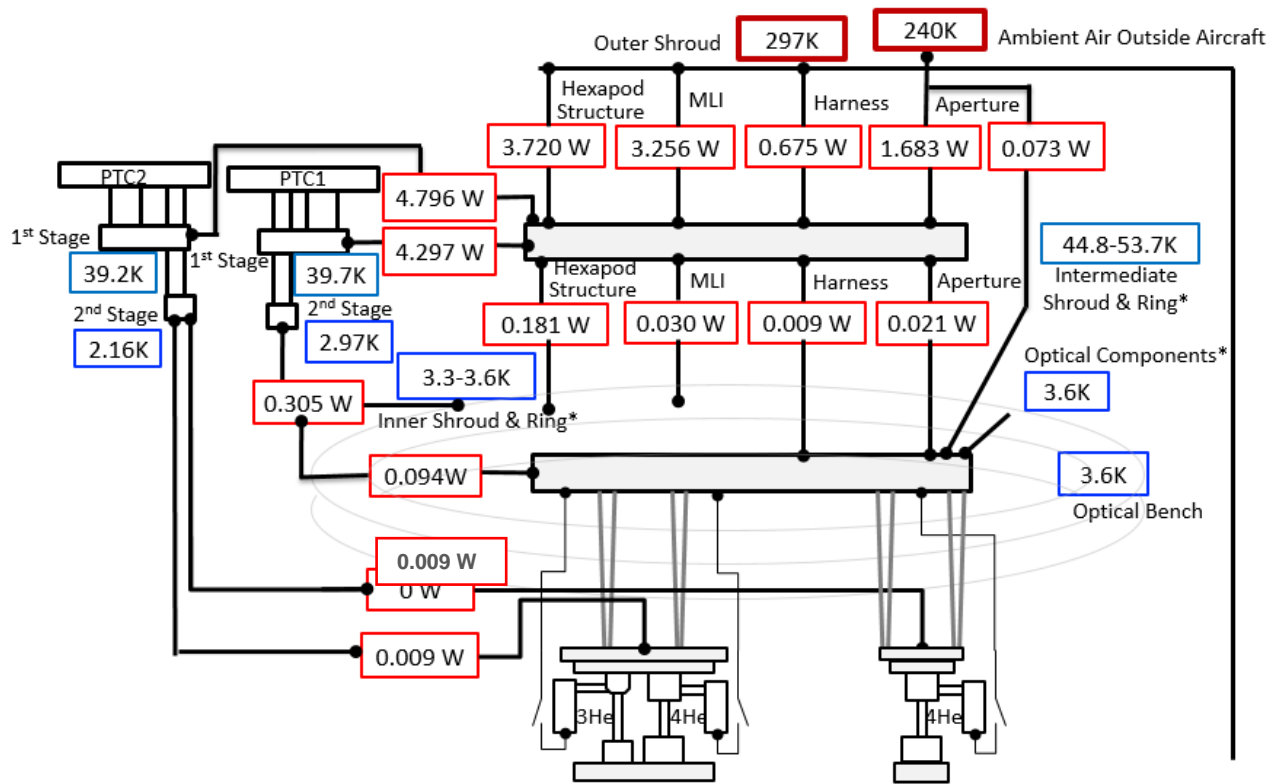 Outer Shroud
297K
240K
Ambient Air Outside Aircraft
Hexapod
Structure
MLI
Harness
Aperture
3.720 W
3.256 W
0.675 W
1.683 W
0.073 W
PTC2
PTC1
4.796 W
4.297 W
1st Stage
39.2K
1st Stage
39.7K
44.8-53.7K
Intermediate
Shroud & Ring*
Hexapod
Structure
MLI
Harness
Aperture
0.181 W
0.030 W
0.009 W
0.021 W
2nd Stage
2.16K
2nd Stage
2.97K
3.3-3.6K
Inner Shroud & Ring*
Optical Components*
3.6K
0.305 W
0.094W
3.6K
Optical Bench
0.009 W
0 W
0.009 W
3He
4He
4He